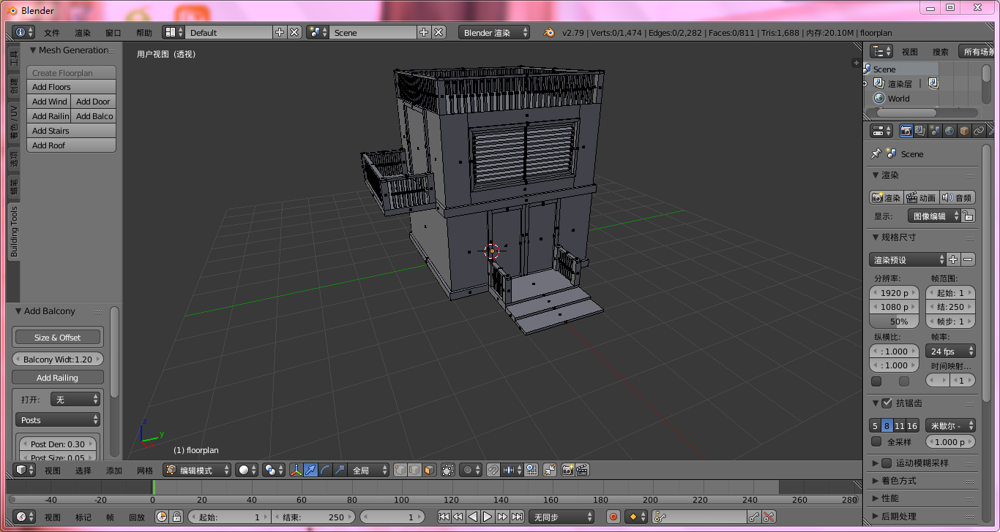 Blender
文件 渲染 窗口 帮助 Default Scene Blender 渲染 v2.79 | Verts:0/1,474 | Edges:0/2,282 | Faces:0/811 | Tris:1,688 | 内存:20.10M | floorplan
工具
创建
着色 / UV
选项
蜡笔
Building Tools
Mesh Generation
Create Floorplan
Add Floors
Add Wind Add Door
Add Railin Add Balco
Add Stairs
Add Roof
Add Balcony
Size & Offset
Balcony Widt:1.20
Add Railing
打开: 无
Posts
Post Den: 0.30
Post Size: 0.05
用户视图 (透视)
z
y
(1) floorplan
视图 选择 添加 网格 编辑模式 全局
视图 搜索 所有场景
Scene
渲染层 |
World
Scene
渲染
渲染 动画 音频
显示: 图像编辑
规格尺寸
渲染预设
分辨率: 帧范围:
1920 p 起始: 1
1080 p 结:250
50% 帧步: 1
纵横比: 帧率:
: 1.000 24 fps
: 1.000 时间映射...
1
抗锯齿
5 8 11 16 米歇尔 -
全采样 1.000 p
运动模糊采样
着色方式
性能
后期处理
-40 -20 0 20 40 60 80 100 120 140 160 180 200 220 240 260 280
视图 标记 帧 回放 起始: 1 结束: 250 1 无同步